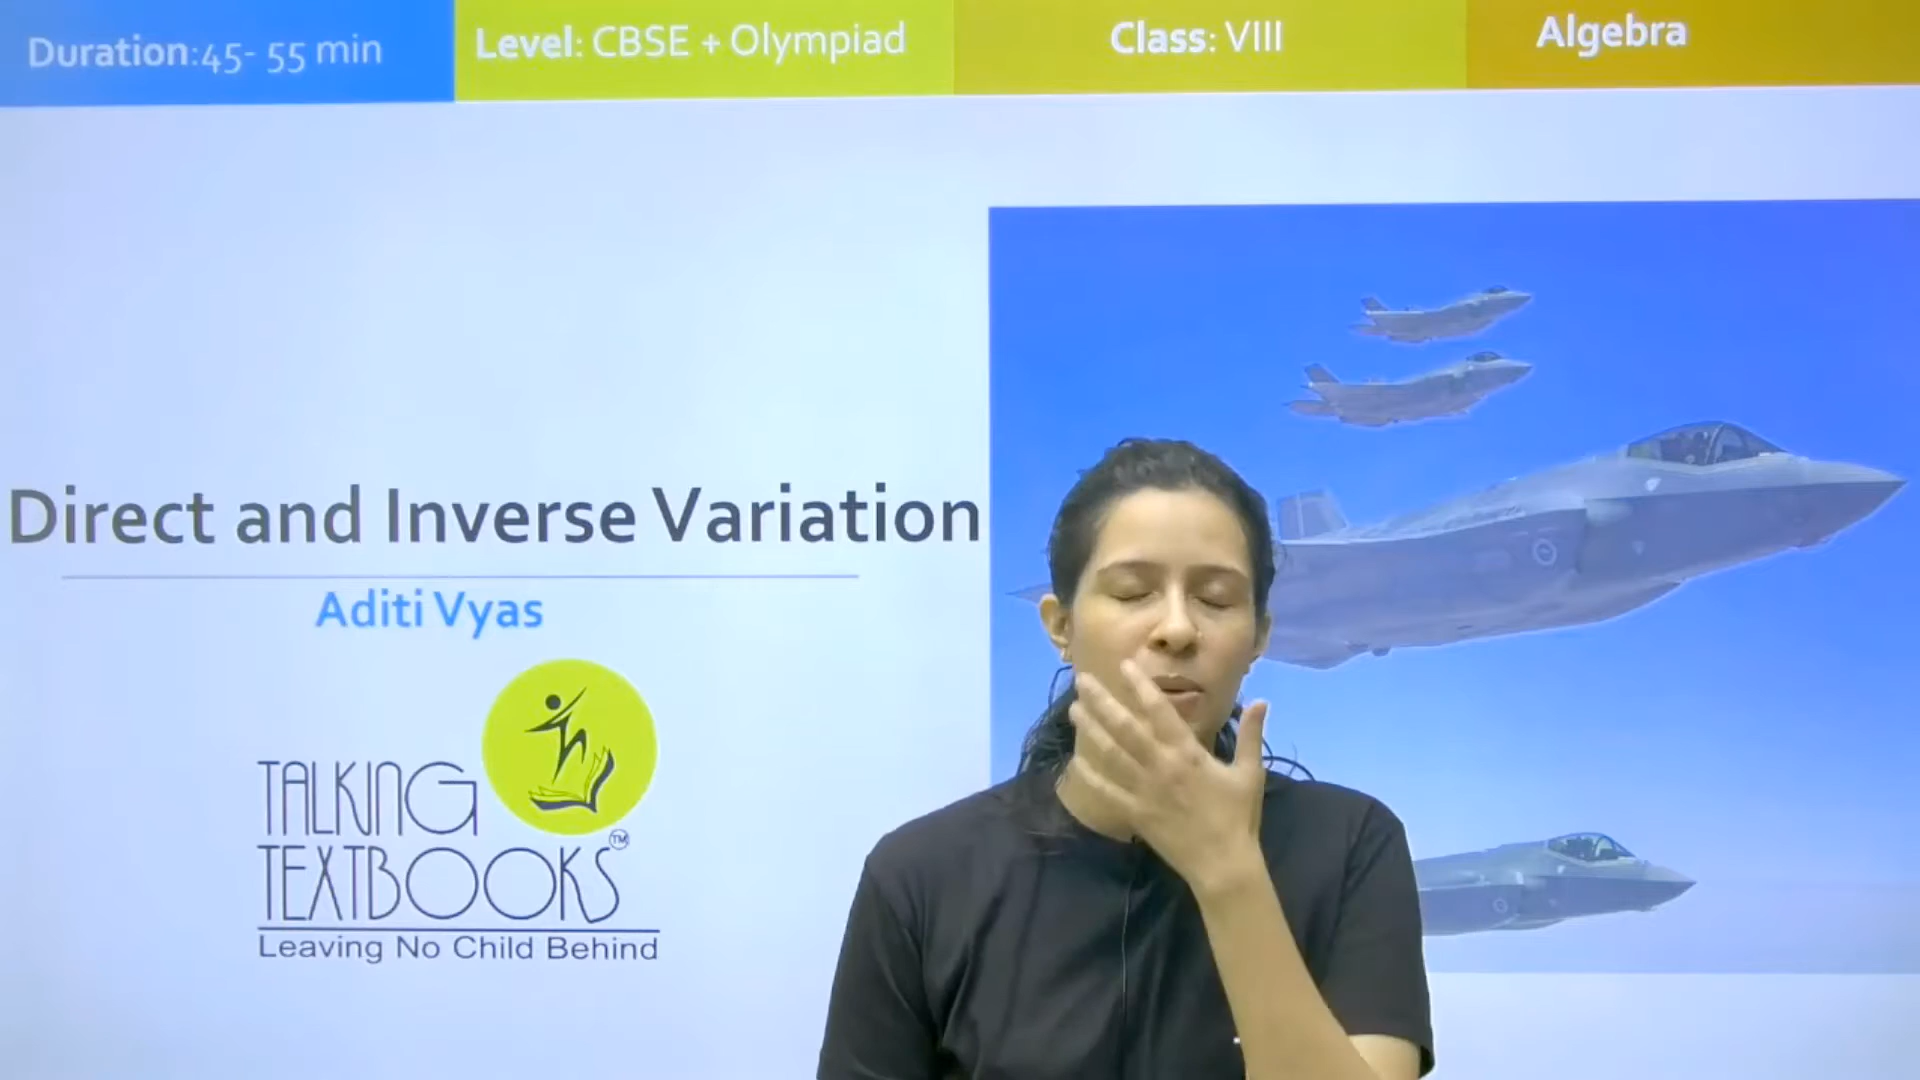 Duration:45- 55 min
Level: CBSE + Olympiad
Class: VIII
Algebra
Direct and Inverse Variation
Aditi Vyas
TALKING
TEXTBOOKS™
Leaving No Child Behind